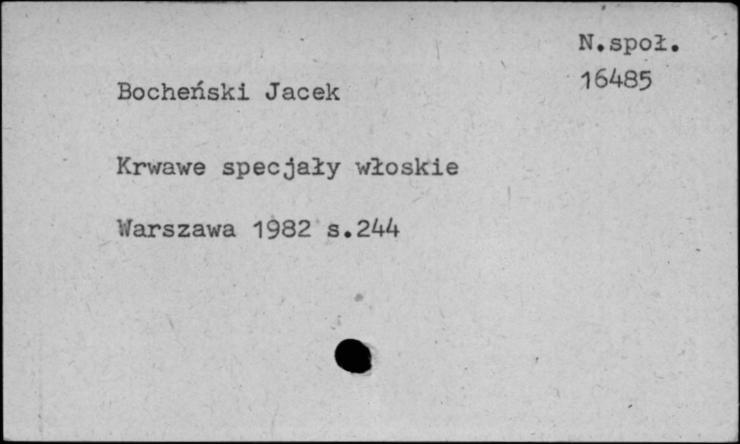 N.społ.
16485
Bocheński Jacek
Krwawe specjały włoskie
Warszawa 1982 s.244